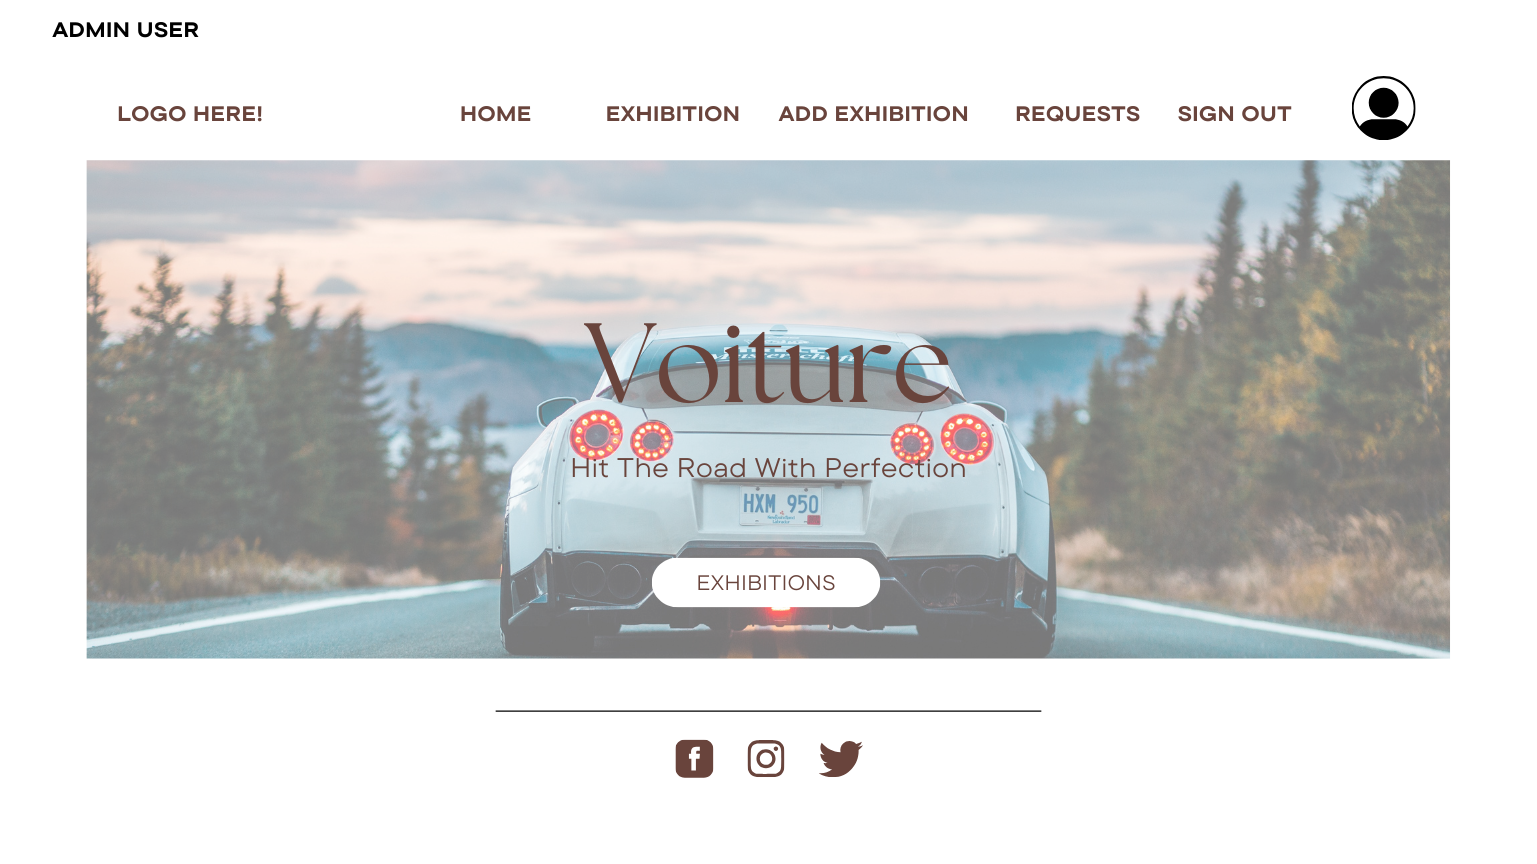 ADMIN USER
LOGO HERE! HOME EXHIBITION ADD EXHIBITION REQUESTS SIGN OUT
Voiture
Hit The Road With Perfection
HXM 950
EXHIBITIONS